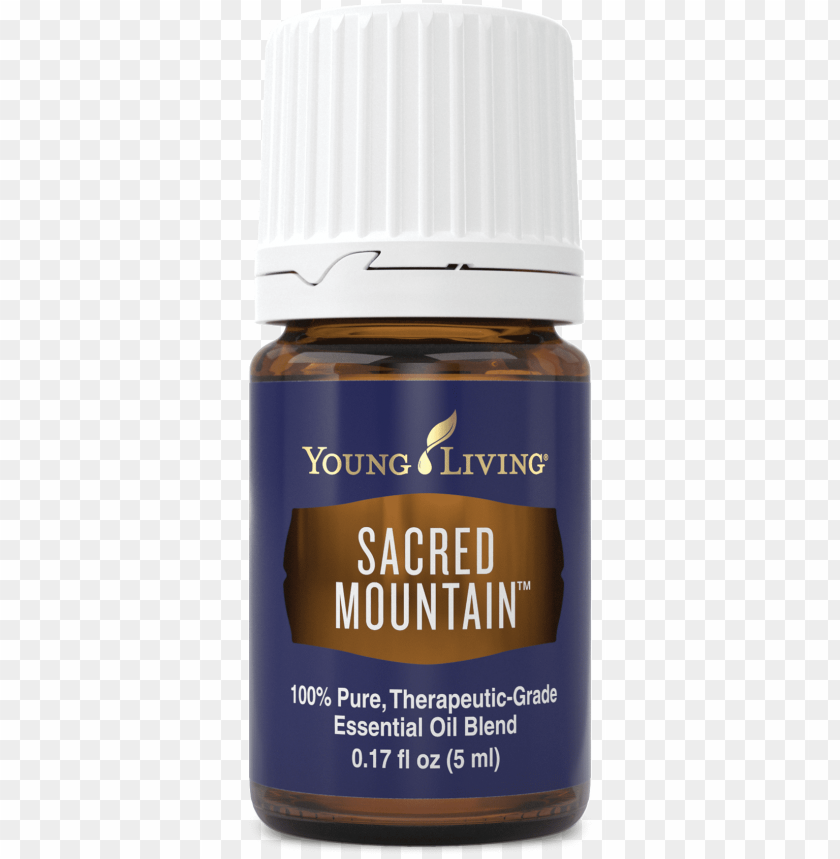 YOUNG LIVING®
SACRED
MOUNTAIN™
100% Pure, Therapeutic-Grade
Essential Oil Blend
0.17 fl oz (5 ml)